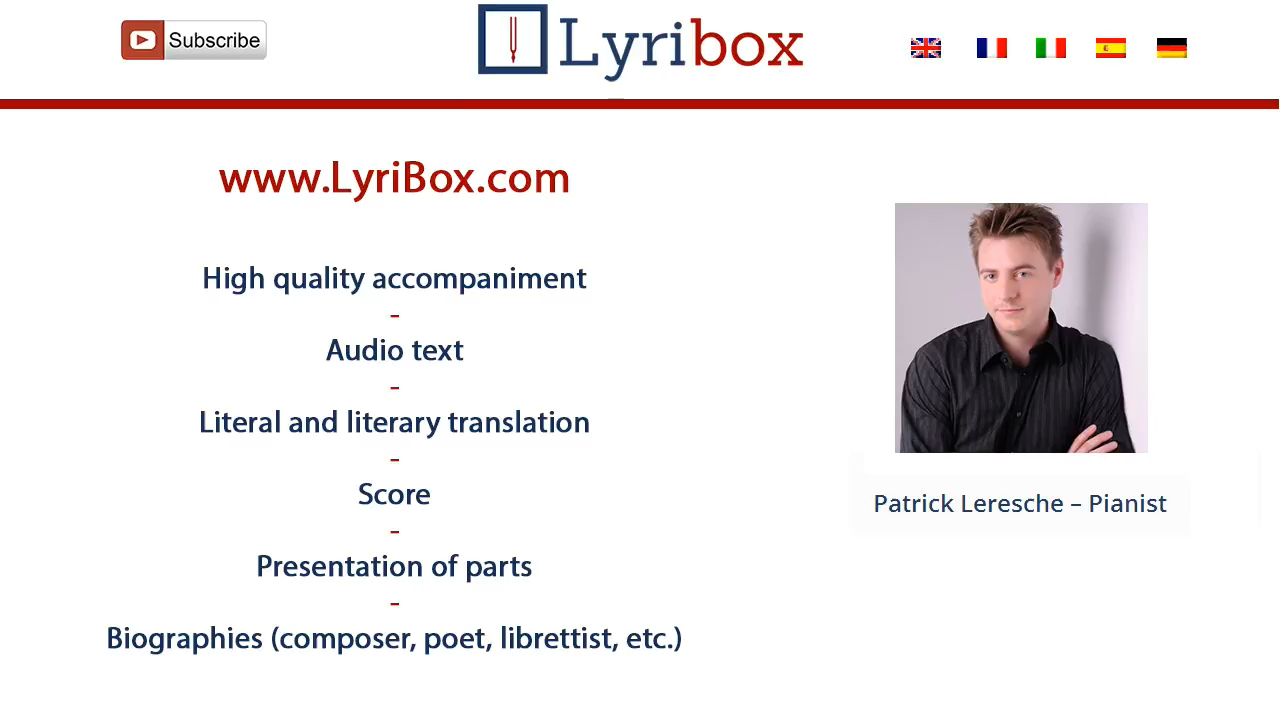 Subscribe
Lyribox
www.LyriBox.com
High quality accompaniment
-
Audio text
-
Literal and literary translation
-
Score
-
Presentation of parts
-
Biographies (composer, poet, librettist, etc.)
Patrick Leresche – Pianist